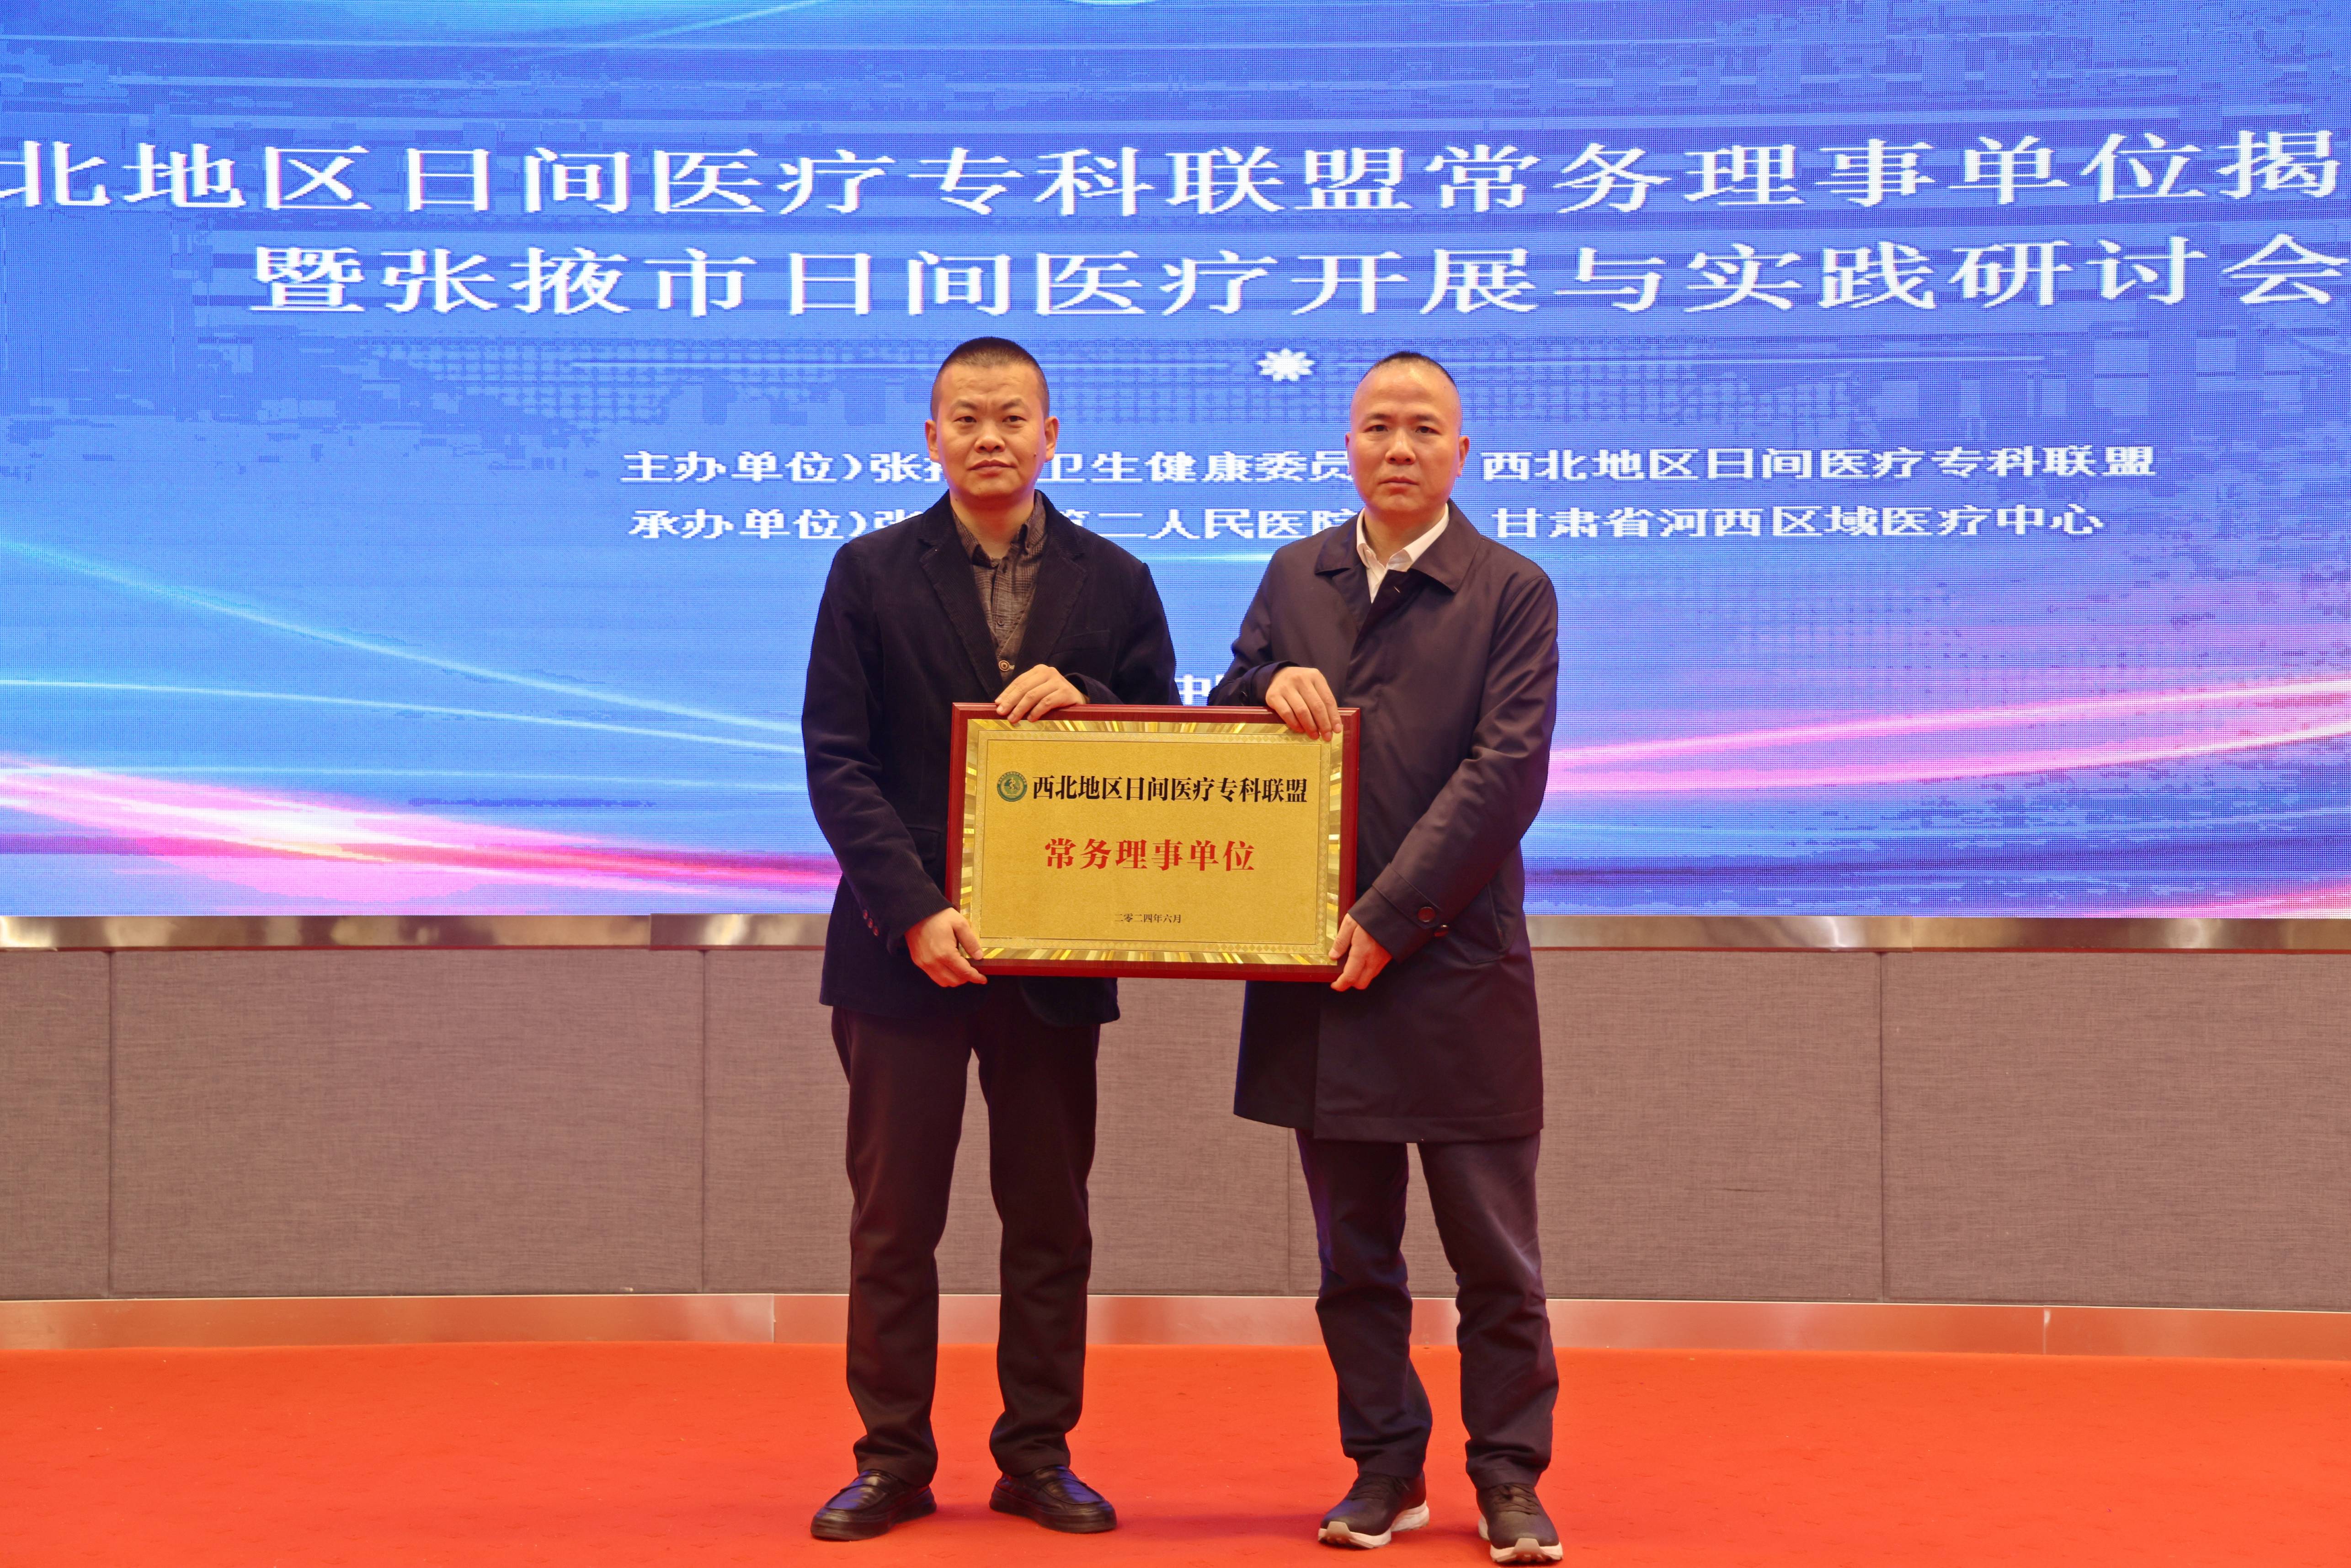 北地区日间医疗专科联盟常务理事单位揭
暨张掖市日间医疗开展与实践研讨会
主办单位)张 卫生健康委员 西北地区日间医疗专科联盟
承办单位)张 第二人民医院 甘肃省河西区域医疗中心
中
西北地区日间医疗专科联盟
常务理事单位
二零二四年六月